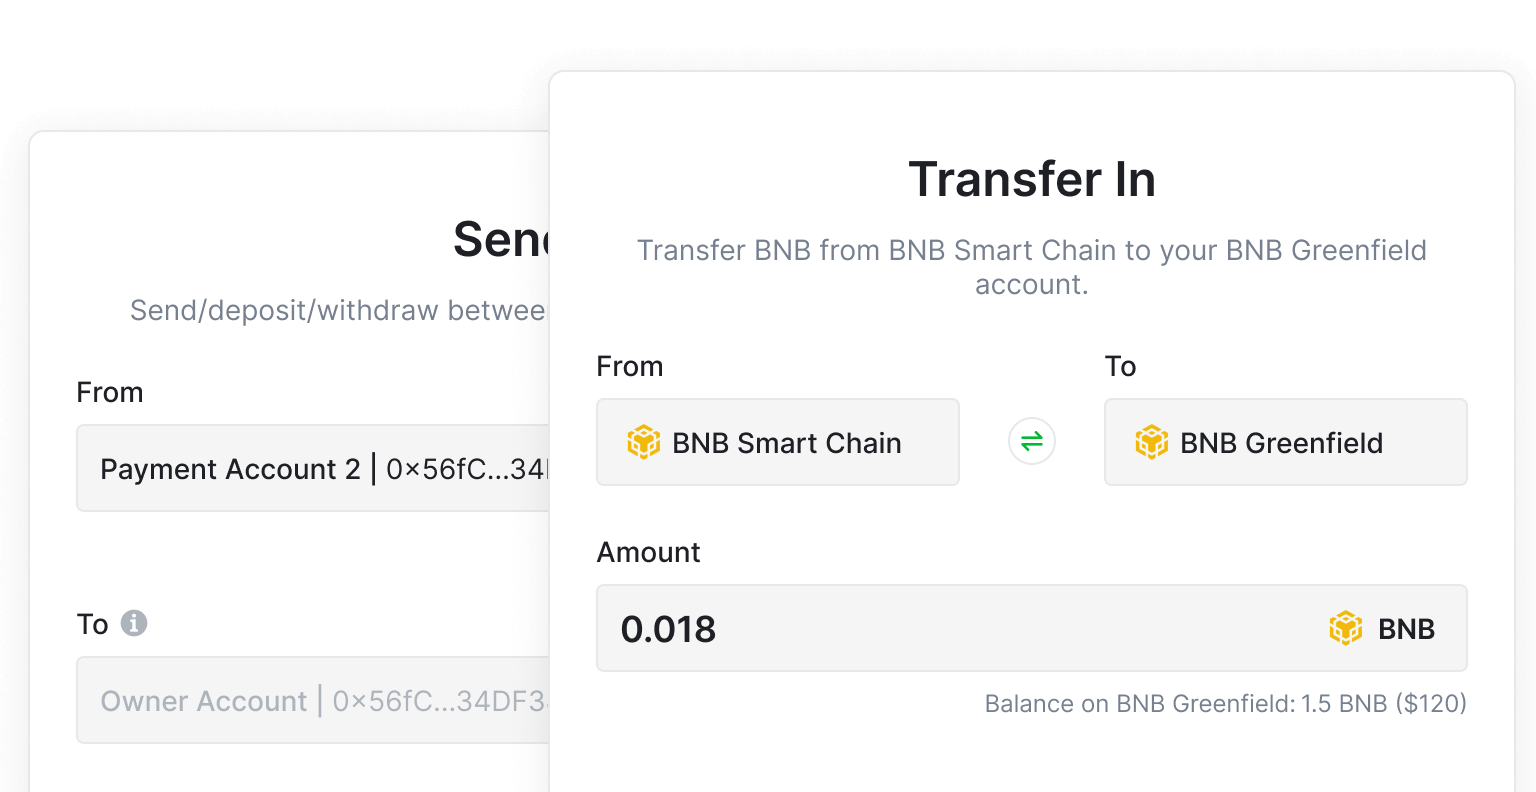 Send
Send/deposit/withdraw between
From
Payment Account 2 | 0×56fC...34
To
Owner Account | 0×56fC...34DF3
Transfer In
Transfer BNB from BNB Smart Chain to your BNB Greenfield
account.
From
To
BNB Smart Chain
BNB Greenfield
Amount
0.018
BNB
Balance on BNB Greenfield: 1.5 BNB ($120)